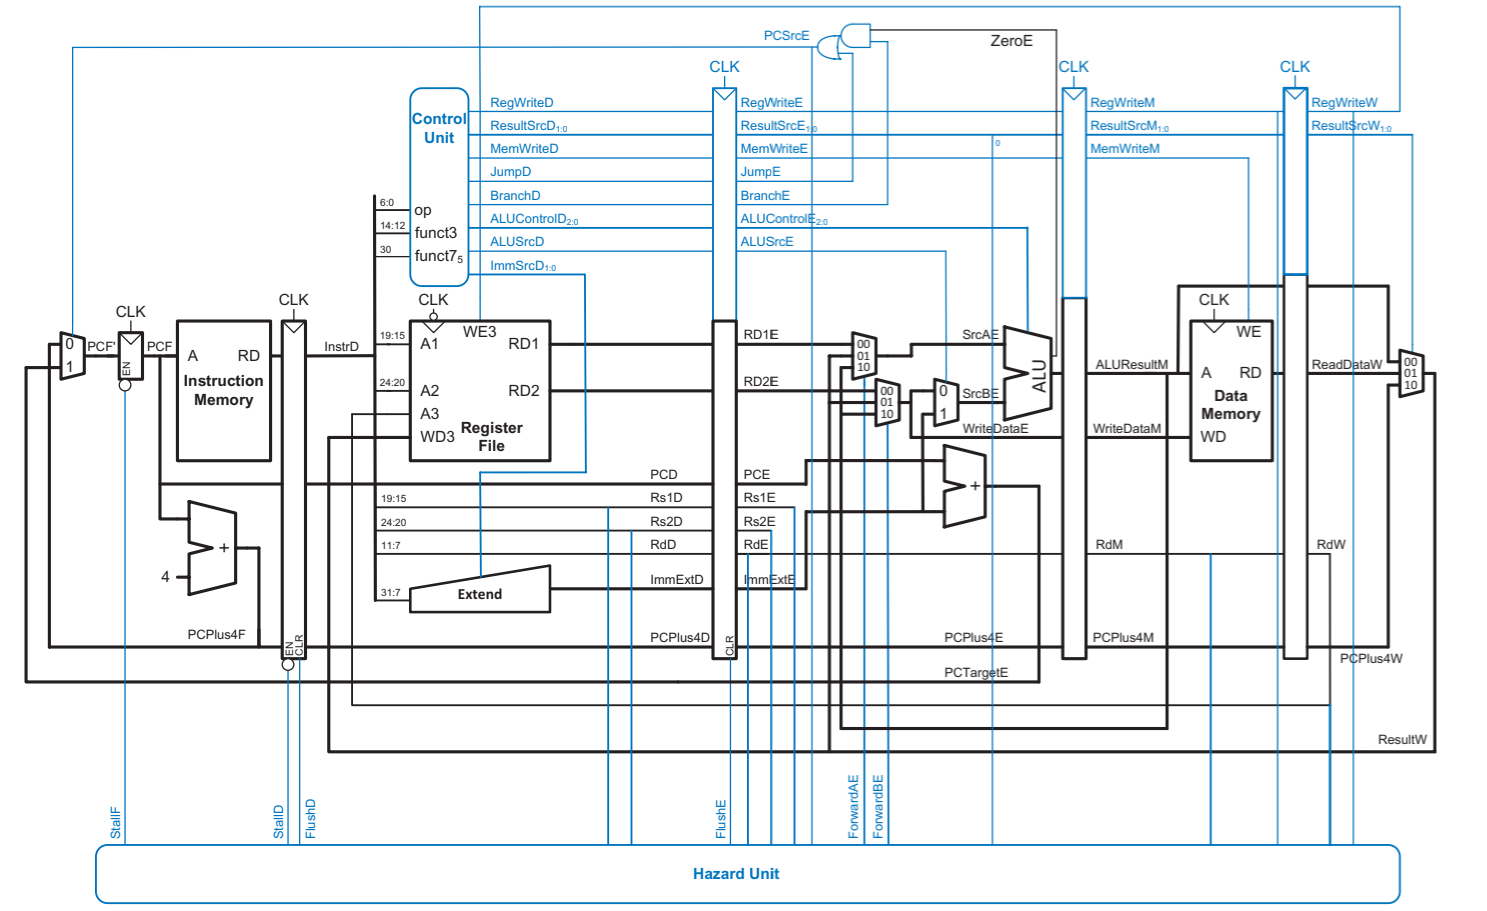 PCSrcE
ZeroE
CLK
CLK
CLK
RegWriteD
RegWriteE
RegWriteM
RegWriteW
Control
Unit
ResultSrcD1:0
ResultSrcE1:0
ResultSrcM1:0
ResultSrcW1:0
0
MemWriteD
MemWriteE
MemWriteM
JumpD
JumpE
BranchD
BranchE
6:0
op
ALUControlD2:0
ALUControlE2:0
14:12
funct3
ALUSrcD
ALUSrcE
30
funct75
ImmSrcD1:0
CLK
CLK
CLK
CLK
0
1
PCF'
EN
PCF
A
RD
Instruction
Memory
InstrD
19:15
A1
WE3
RD1
RD1E
00
01
10
SrcAE
ALU
ALUResultM
WE
A
RD
ReadDataW
00
01
10
24:20
A2
RD2
RD2E
00
01
10
0
1
SrcBE
Data
Memory
A3
WD3
Register
File
WriteDataE
WriteDataM
WD
PCD
PCE
+
19:15
Rs1D
Rs1E
24:20
Rs2D
Rs2E
11:7
RdD
RdE
RdM
RdW
+
4
31:7
Extend
ImmExtD
ImmExtE
PCPlus4F
EN
CLR
PCPlus4D
CLR
PCPlus4E
PCPlus4M
PCPlus4W
PCTargetE
ResultW
StallF
StallD
FlushD
FlushE
ForwardAE
ForwardBE
Hazard Unit